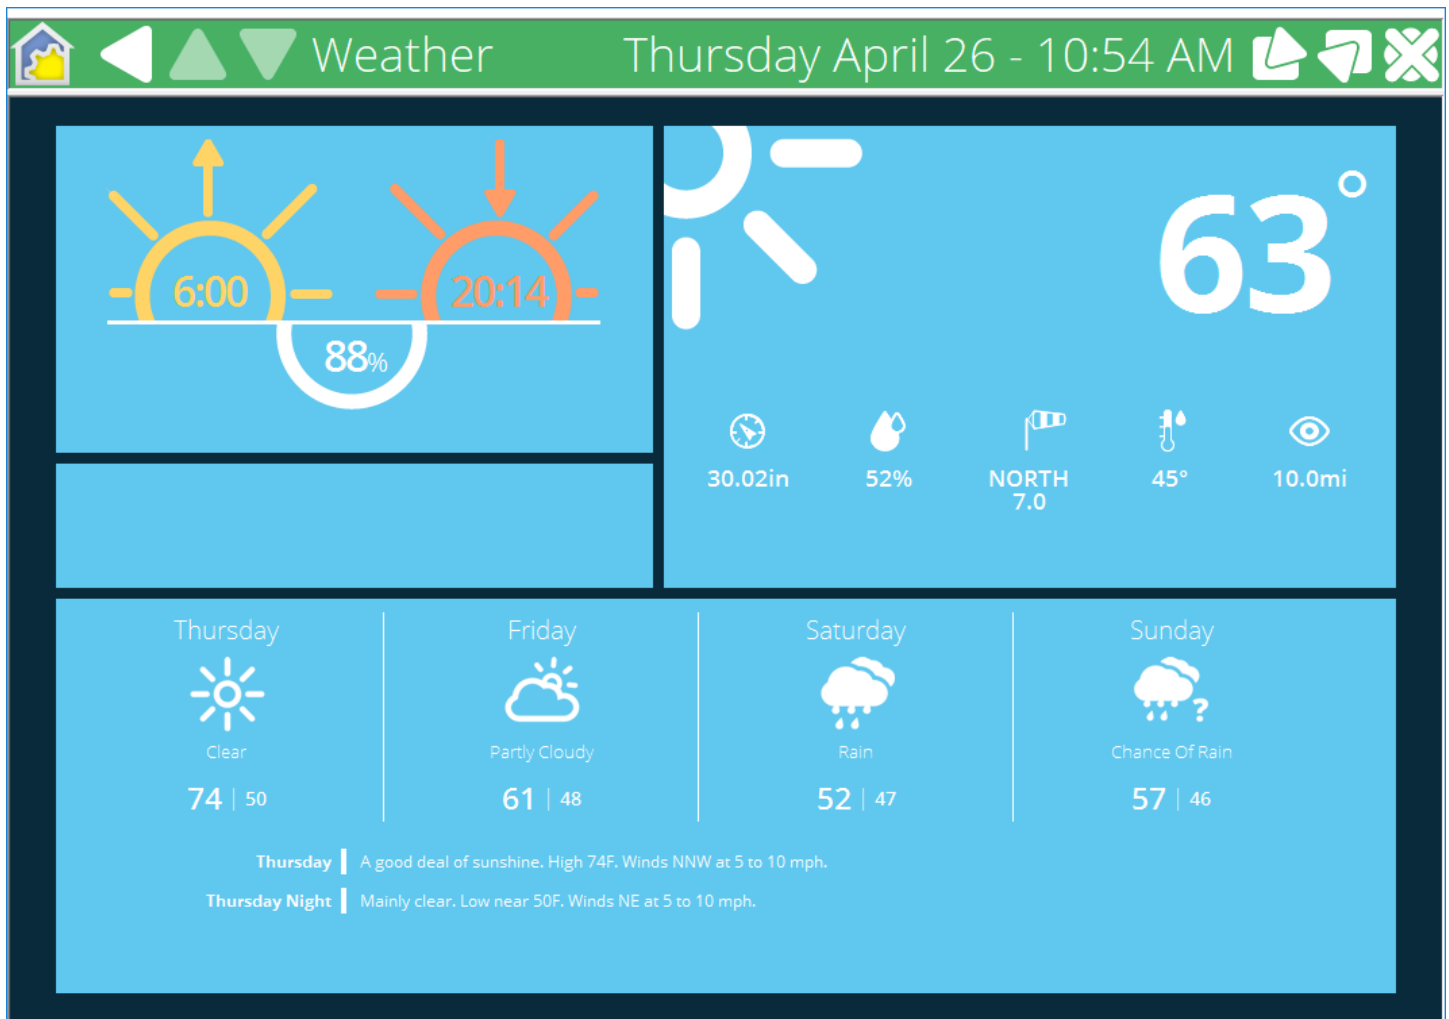 Weather
Thursday April 26 - 10:54 AM
6:00
20:14
88%
63°
30.02in
52%
NORTH
7.0
45°
10.0mi
Thursday
Clear
74 | 50
Friday
Partly Cloudy
61 | 48
Saturday
Rain
52 | 47
Sunday
?
Chance Of Rain
57 | 46
Thursday A good deal of sunshine. High 74F. Winds NNW at 5 to 10 mph.
Thursday Night Mainly clear. Low near 50F. Winds NE at 5 to 10 mph.